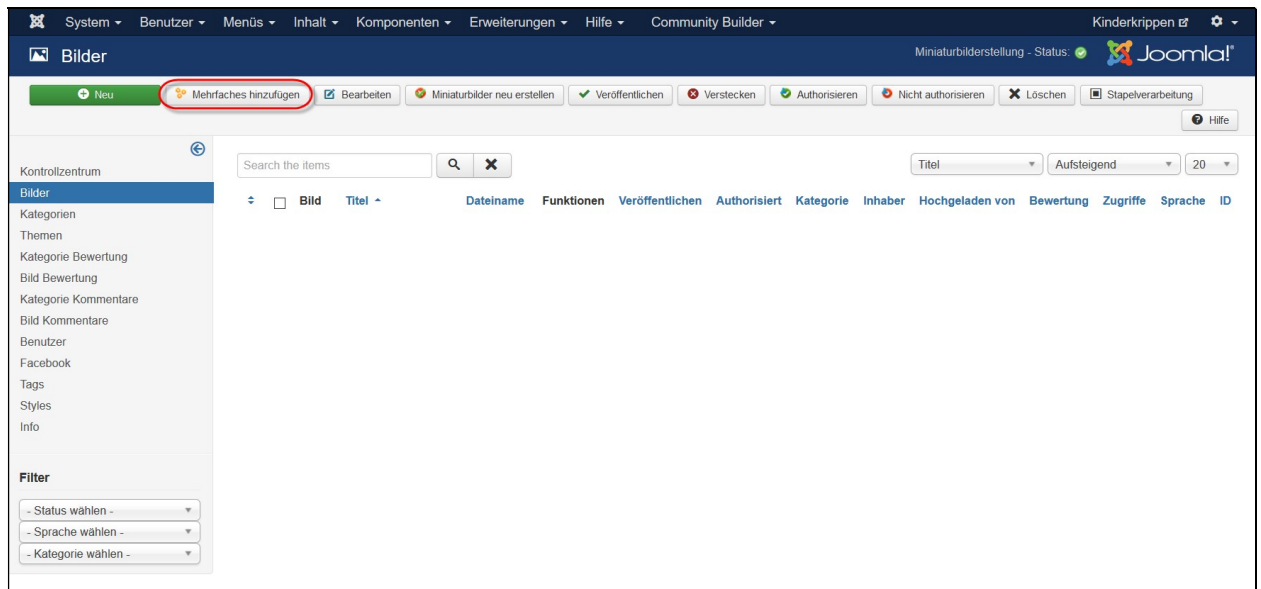 System Benutzer Menüs Inhalt Komponenten Erweiterungen Hilfe Community Builder Kinderkrippen
Bilder Miniaturbilderstellung - Status: Joomla!
Neu Mehrfaches hinzufügen Bearbeiten Miniaturbilder neu erstellen Veröffentlichen Verstecken Authorisieren Nicht authorisieren Löschen Stapelverarbeitung
Hilfe
Search the items Titel Aufsteigend 20
Bild Titel Dateiname Funktionen Veröffentlichen Authorisiert Kategorie Inhaber Hochgeladen von Bewertung Zugriffe Sprache ID
Kontrollzentrum
Bilder
Kategorien
Themen
Kategorie Bewertung
Bild Bewertung
Kategorie Kommentare
Bild Kommentare
Benutzer
Facebook
Tags
Styles
Info
Filter
- Status wählen -
- Sprache wählen -
- Kategorie wählen -